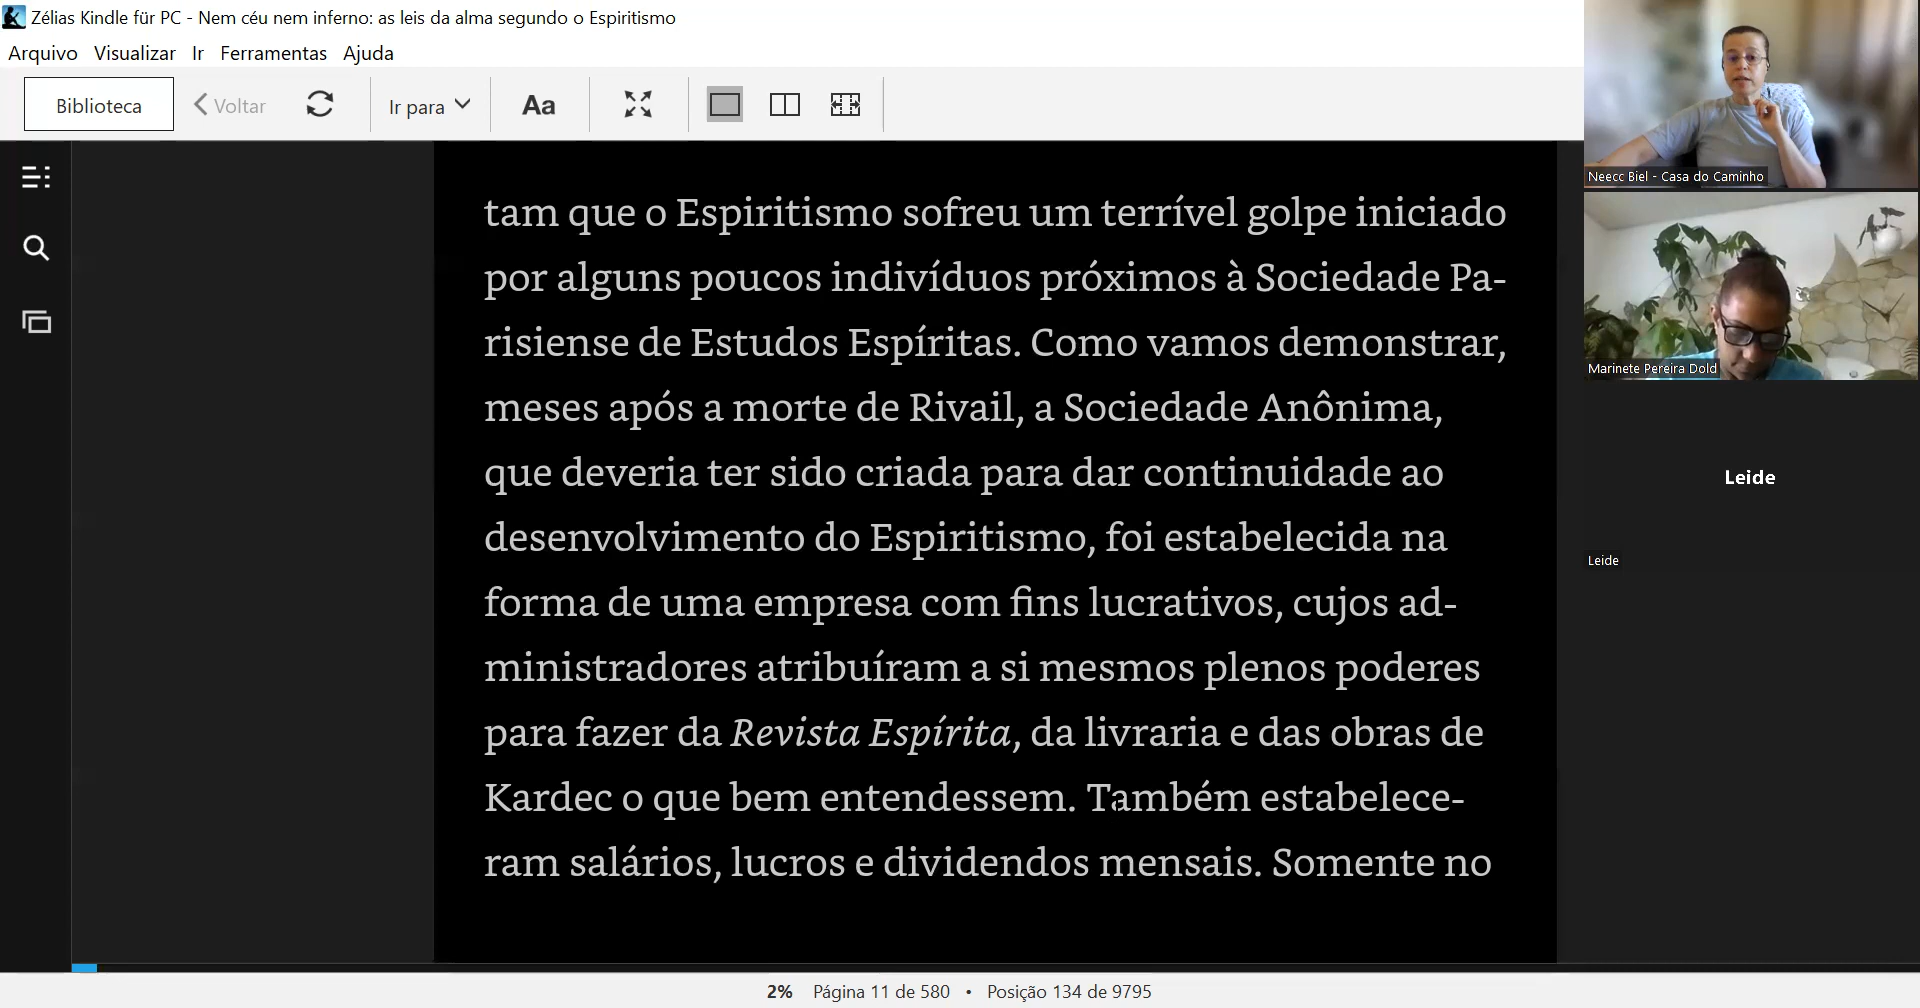 Zélias Kindle für PC - Nem céu nem inferno: as leis da alma segundo o Espiritismo
Arquivo Visualizar Ir Ferramentas Ajuda
Biblioteca Voltar Ir para Aa
tam que o Espiritismo sofreu um terrível golpe iniciado
por alguns poucos indivíduos próximos à Sociedade Pa-
risiense de Estudos Espíritas. Como vamos demonstrar,
meses após a morte de Rivail, a Sociedade Anônima,
que deveria ter sido criada para dar continuidade ao
desenvolvimento do Espiritismo, foi estabelecida na
forma de uma empresa com fins lucrativos, cujos ad-
ministradores atribuíram a si mesmos plenos poderes
para fazer da Revista Espírita, da livraria e das obras de
Kardec o que bem entendessem. Também estabelece-
ram salários, lucros e dividendos mensais. Somente no
2% Página 11 de 580 • Posição 134 de 9795
Neecc Biel - Casa do Caminho
Marinete Pereira Dold
Leide
Leide